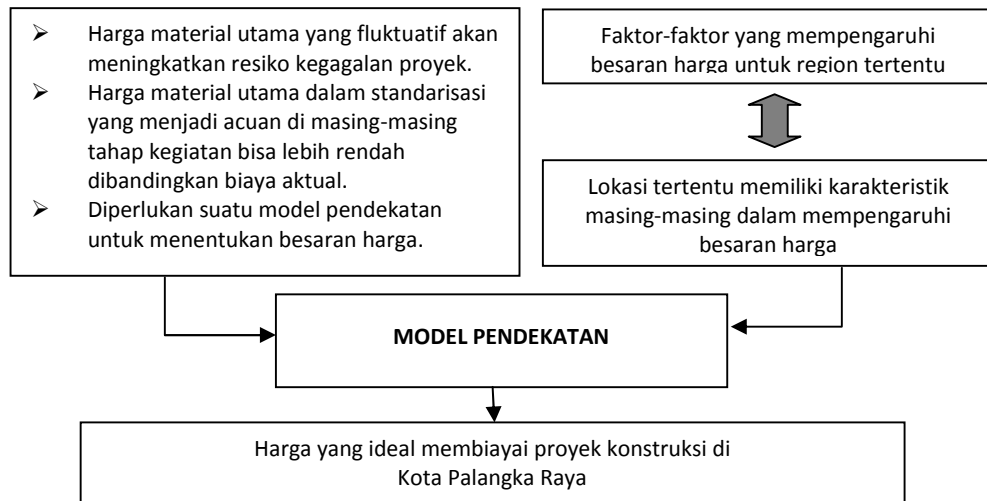 ➢ Harga material utama yang fluktuatif akan
meningkatkan resiko kegagalan proyek.
➢ Harga material utama dalam standarisasi
yang menjadi acuan di masing-masing
tahap kegiatan bisa lebih rendah
dibandingkan biaya aktual.
➢ Diperlukan suatu model pendekatan
untuk menentukan besaran harga.
Faktor-faktor yang mempengaruhi
besaran harga untuk region tertentu
Lokasi tertentu memiliki karakteristik
masing-masing dalam mempengaruhi
besaran harga
MODEL PENDEKATAN
Harga yang ideal membiayai proyek konstruksi di
Kota Palangka Raya